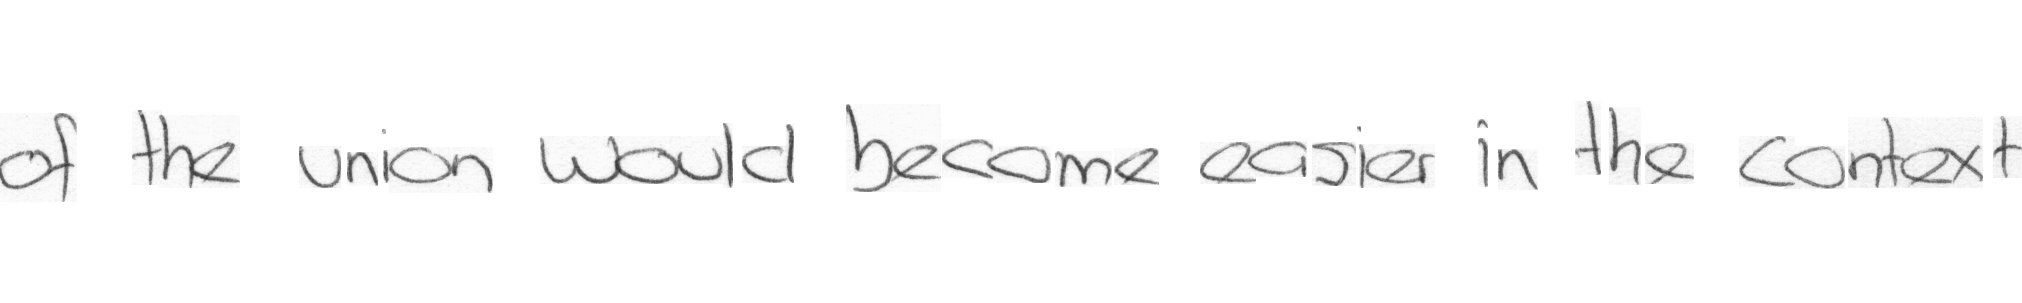 of the union would become easier in the context